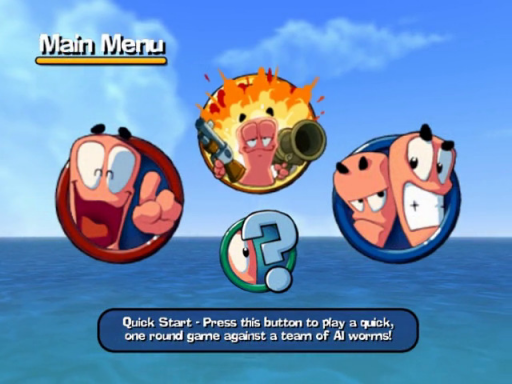 Main Menu
?
Quick Start - Press this button to play a quick,
one round game against a team of AI worms!